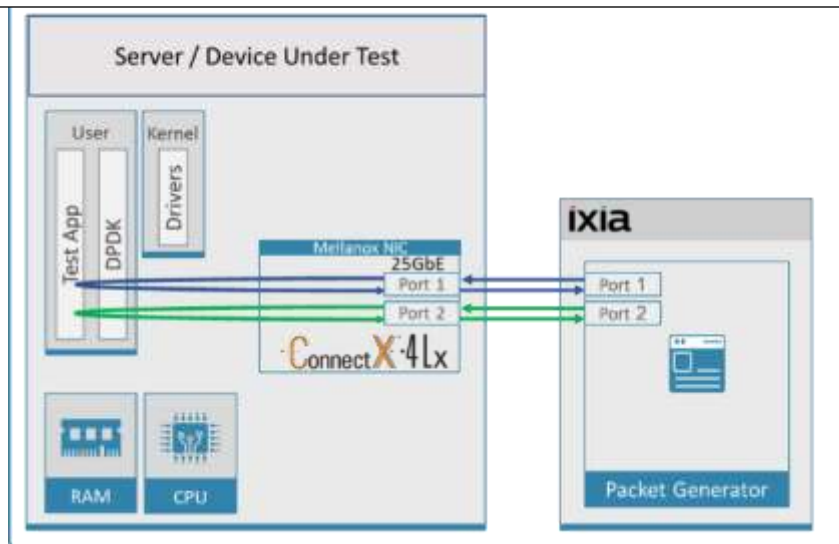 Server / Device Under Test
User
Kernel
Test App
DPDK
Drivers
Mellanox NIC
25GbE
Port 1
Port 2
ConnectX-4Lx
RAM
CPU
ixia
Port 1
Port 2
Packet Generator